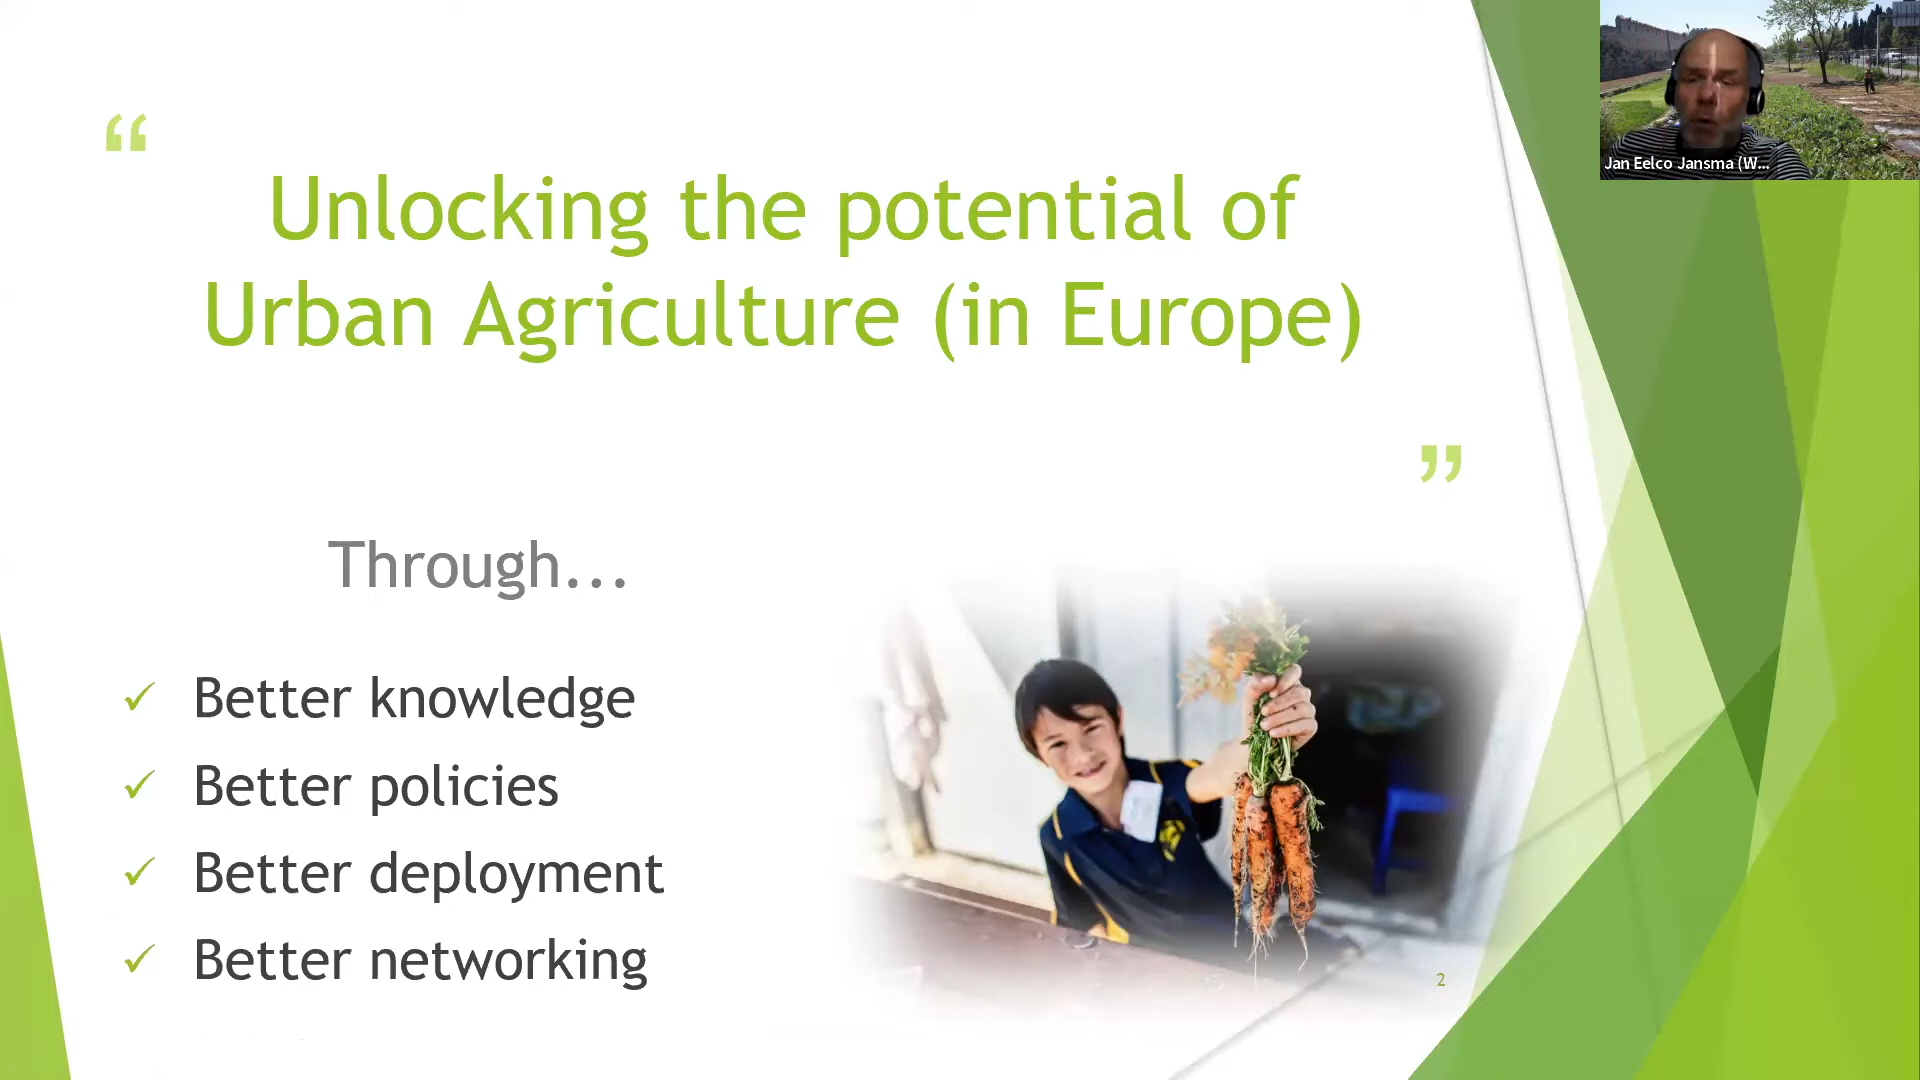 “
Unlocking the potential of
Urban Agriculture (in Europe)
”
Through...
✓ Better knowledge
✓ Better policies
✓ Better deployment
✓ Better networking
2
Jan Eelco Jansma (W...